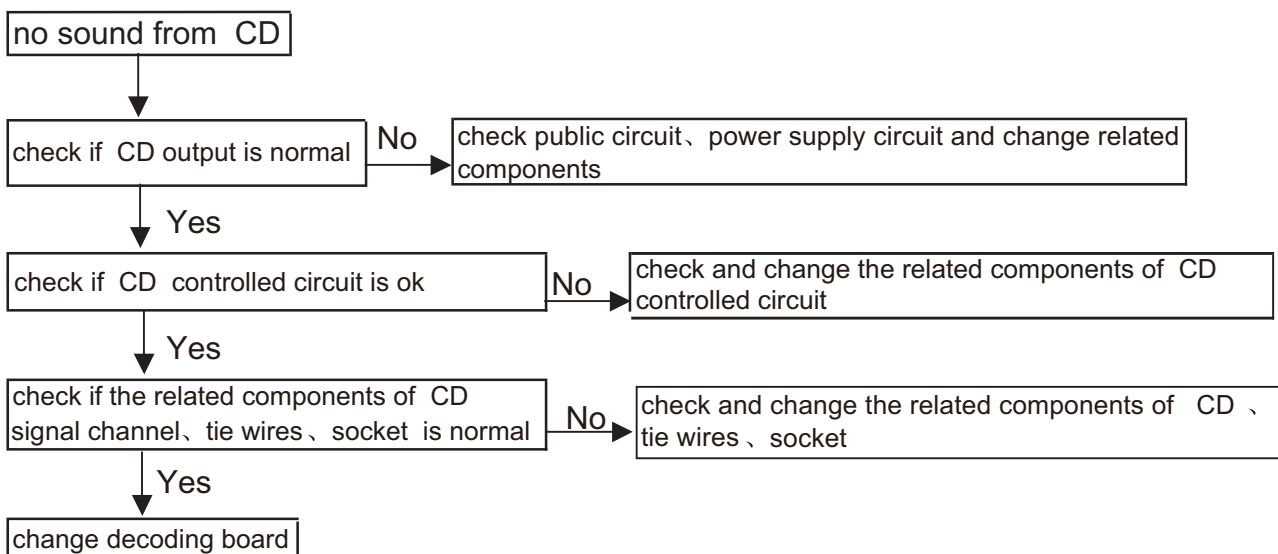 no sound from CD
check if CD output is normal
No
check public circuit、power supply circuit and change related
components
Yes
check if CD controlled circuit is ok
No
check and change the related components of CD
controlled circuit
Yes
check if the related components of CD
signal channel、tie wires、socket is normal
No
check and change the related components of CD 、
tie wires 、socket
Yes
change decoding board